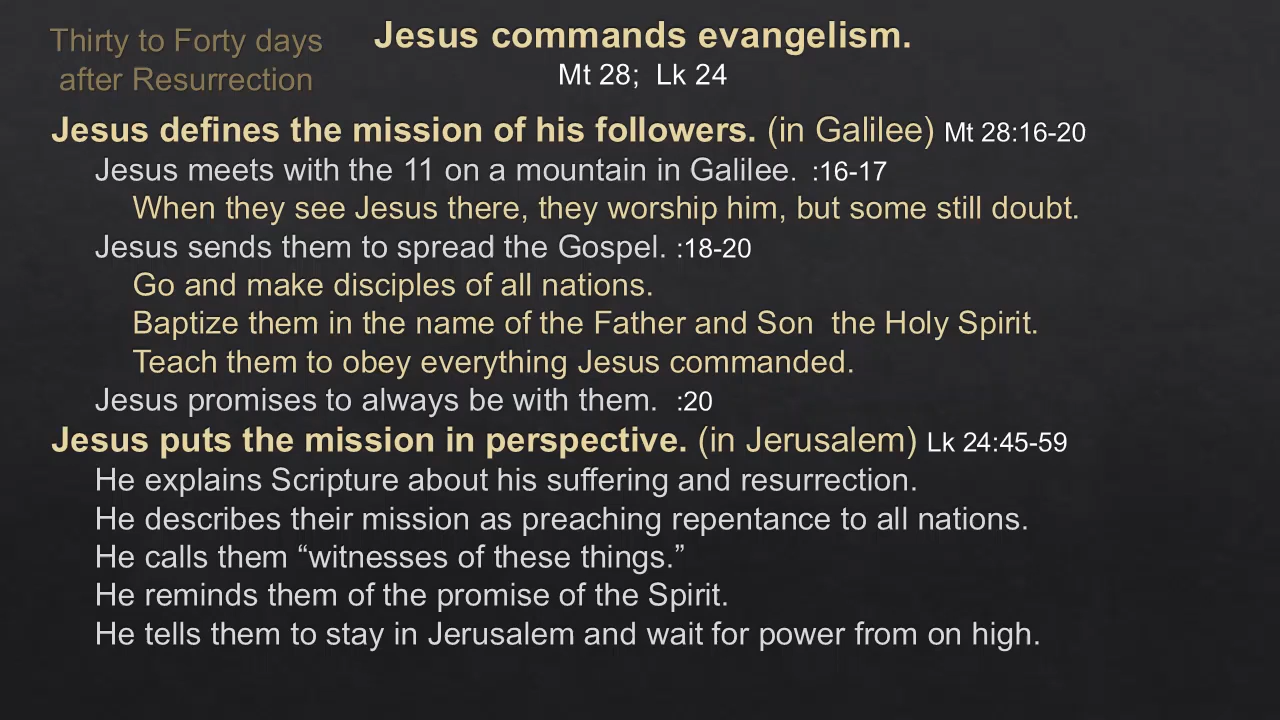 Thirty to Forty days
after Resurrection
Jesus commands evangelism.
Mt 28;  Lk 24
Jesus defines the mission of his followers. (in Galilee) Mt 28:16-20
Jesus meets with the 11 on a mountain in Galilee.  :16-17
When they see Jesus there, they worship him, but some still doubt.
Jesus sends them to spread the Gospel. :18-20
Go and make disciples of all nations.
Baptize them in the name of the Father and Son  the Holy Spirit.
Teach them to obey everything Jesus commanded.
Jesus promises to always be with them.  :20
Jesus puts the mission in perspective. (in Jerusalem) Lk 24:45-59
He explains Scripture about his suffering and resurrection.
He describes their mission as preaching repentance to all nations.
He calls them “witnesses of these things.”
He reminds them of the promise of the Spirit.
He tells them to stay in Jerusalem and wait for power from on high.